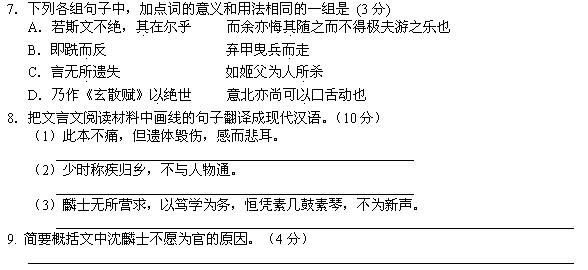 7．下列各组句子中，加点词的意义和用法相同的一组是 (3 分)
A．若斯文不绝，其在尔乎 而余亦悔其随之而不得极夫游之乐也
B．即跣而反 弃甲曳兵而走
C．言无所遗失 如姬父为人所杀
D．乃作《玄散赋》以绝世 意北亦尚可以口舌动也
8．把文言文阅读材料中画线的句子翻译成现代汉语。（10 分）
（1）此本不痛，但遗体毁伤，感而悲耳。
（2）少时称疾归乡，不与人物通。
（3）麟士无所营求，以笃学为务，恒凭素几鼓素琴，不为新声。
9. 简要概括文中沈麟士不愿为官的原因。（4 分）